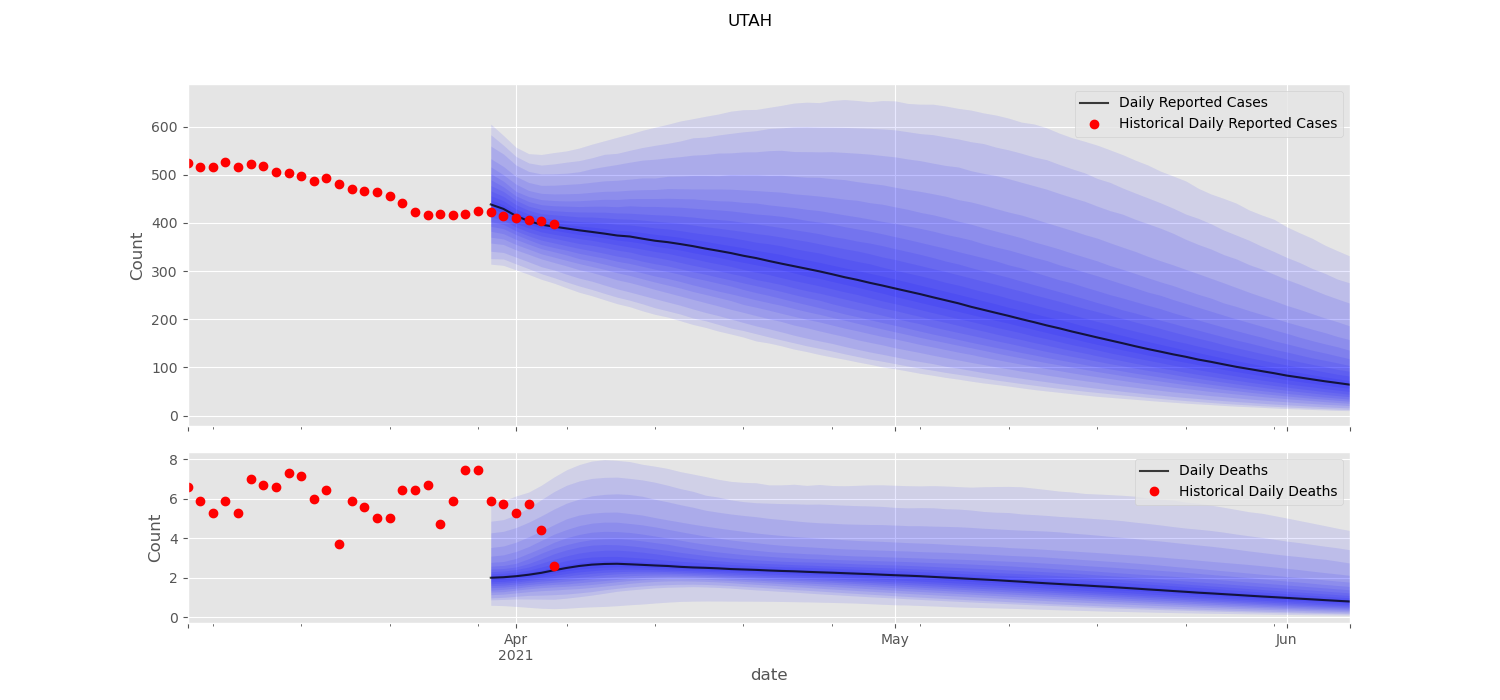 UTAH
Daily Reported Cases
Historical Daily Reported Cases
600
500
400
300
200
100
0
Count
Daily Deaths
Historical Daily Deaths
8
6
4
2
0
Count
Apr
2021
May
Jun
date